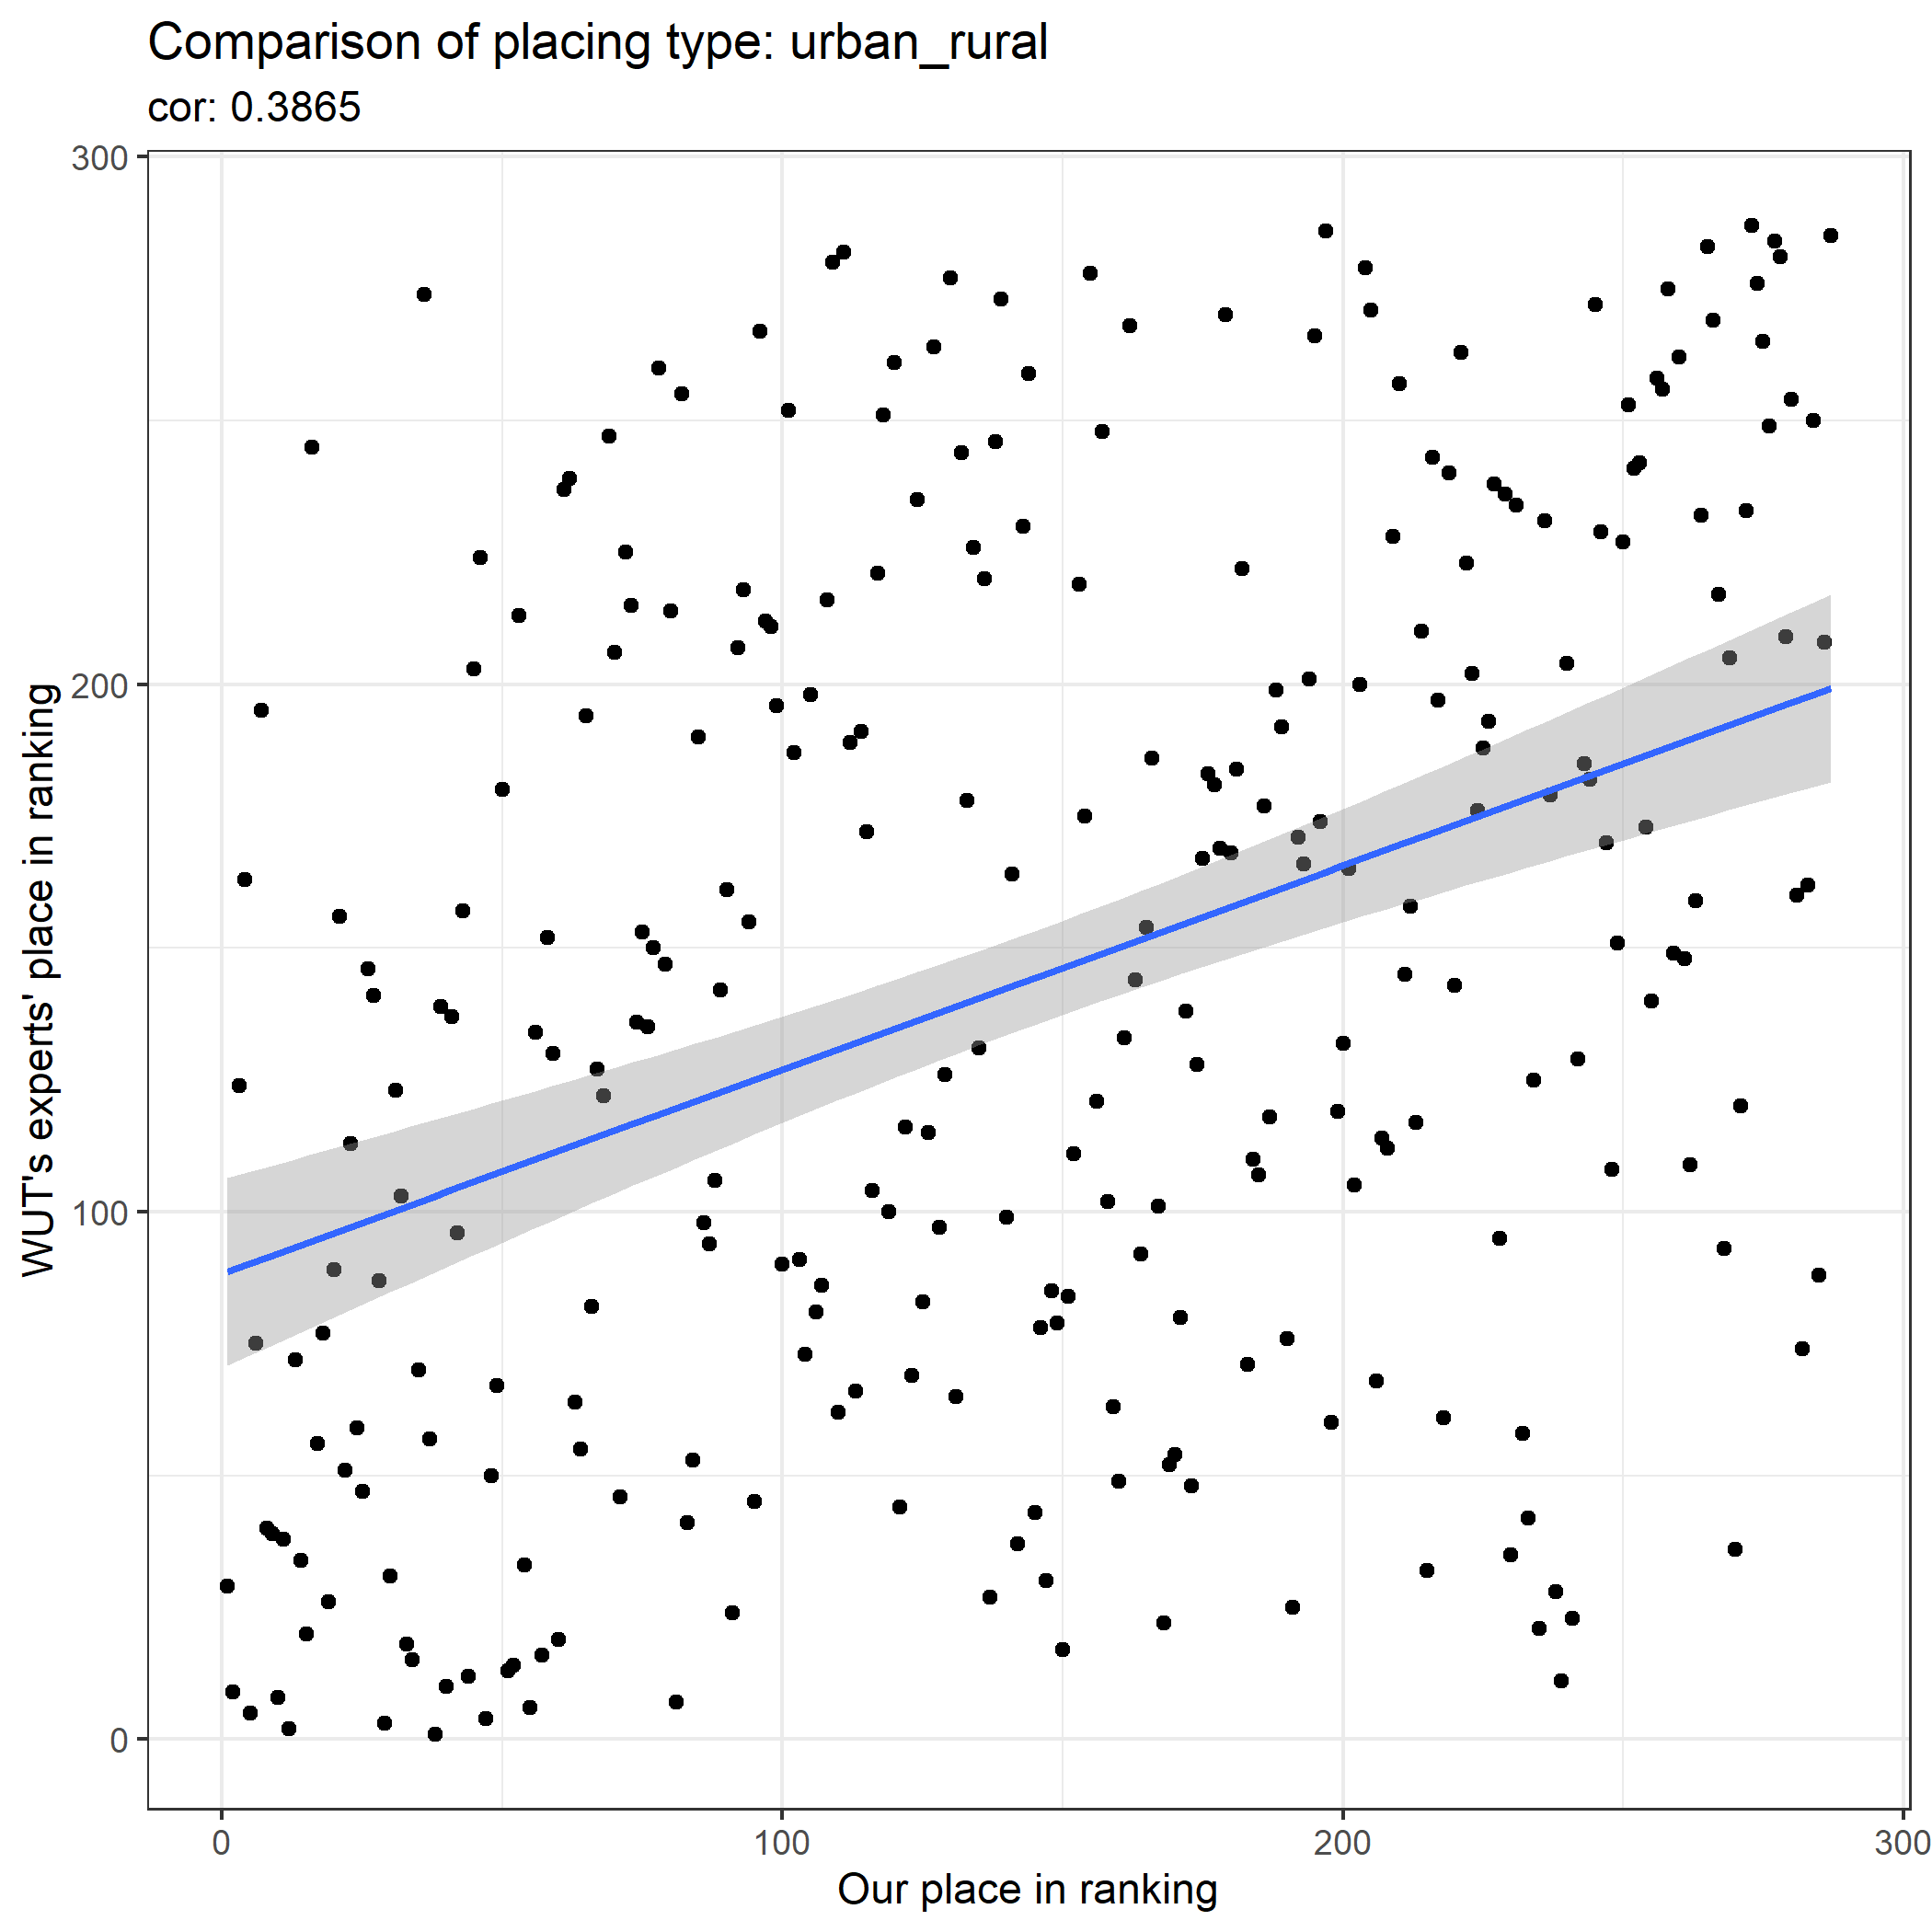 Comparison of placing type: urban_rural
cor: 0.3865
300
200
100
0
WUT's experts' place in ranking
0 100 200 300
Our place in ranking